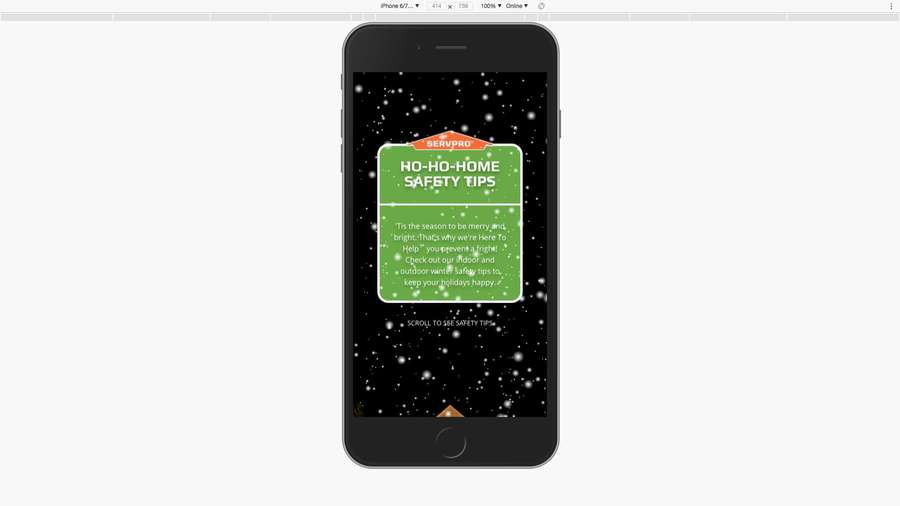 iPhone 6/7... ▼ 414 × 736 100% ▼ Online ▼
SERVPRO®
HO-HO-HOME
SAFETY TIPS
'Tis the season to be merry and
bright. That's why we're Here To
Help™ you prevent a fright!
Check out our indoor and
outdoor winter safety tips to
keep your holidays happy.
SCROLL TO SEE SAFETY TIPS